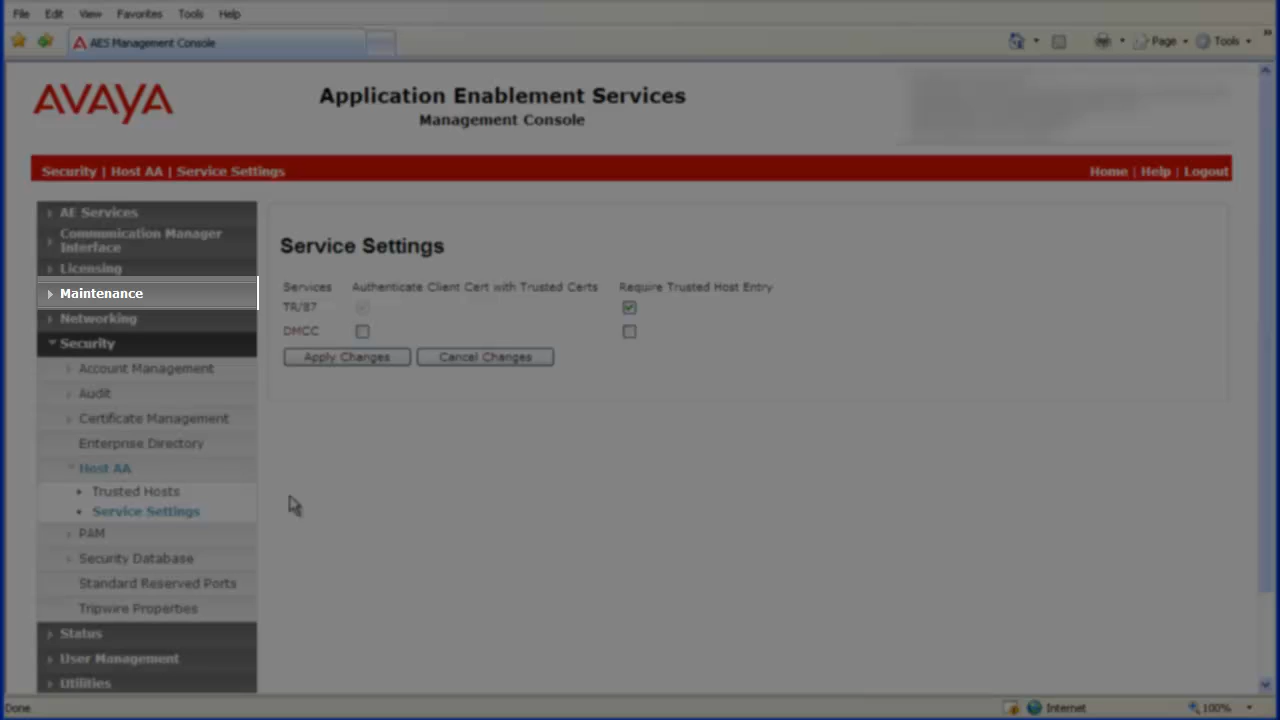 File Edit View Favorites Tools Help
AES Management Console
Page Tools
AVAYA
Application Enablement Services
Management Console
Security | Host AA | Service Settings
Home | Help | Logout
AE Services
Communication Manager
Interface
Licensing
Maintenance
Networking
Security
Account Management
Audit
Certificate Management
Enterprise Directory
Host AA
Trusted Hosts
Service Settings
PAM
Security Database
Standard Reserved Ports
Tripwire Properties
Status
User Management
Utilities
Service Settings
Services Authenticate Client Cert with Trusted Certs Require Trusted Host Entry
TR/87
DMCC
Apply Changes Cancel Changes
Done
Internet
100%